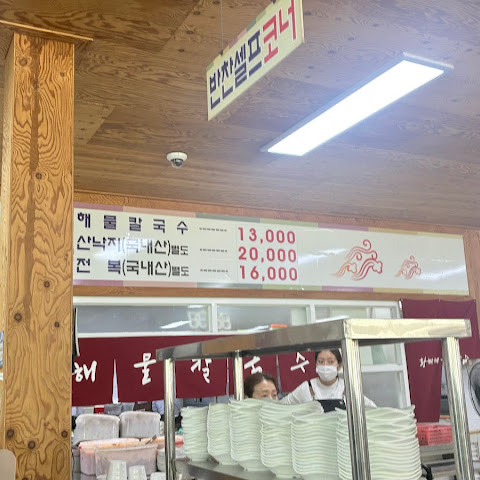 반찬셀프코너
해물칼국수 -------- 13,000
산낙지(국내산)별도 -------- 20,000
전 복(국내산)별도 -------- 16,000
해 물 칼 국 수